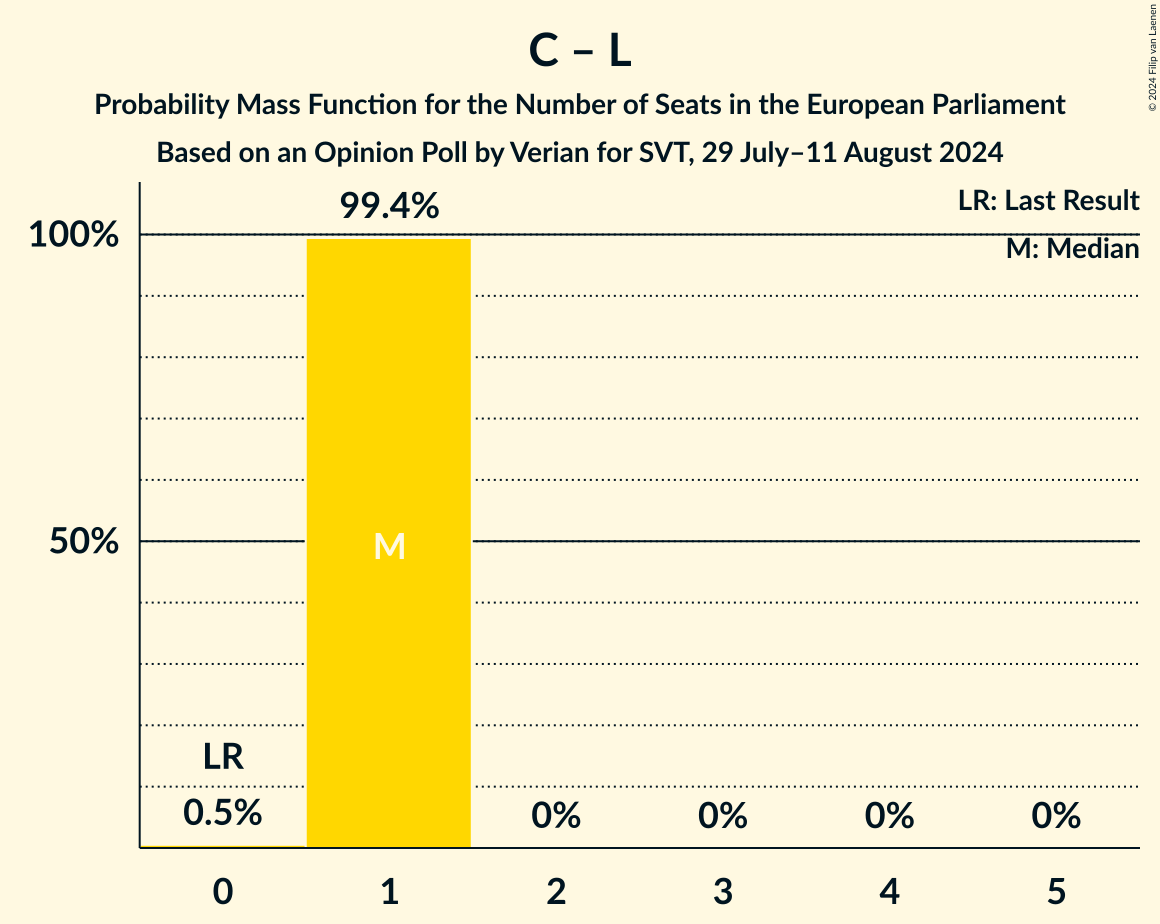 C – L
Probability Mass Function for the Number of Seats in the European Parliament
Based on an Opinion Poll by Verian for SVT, 29 July–11 August 2024
© 2024 Filip van Laenen
LR: Last Result
M: Median
99.4%
100%
50%
M
LR
0.5%
0%
0%
0%
0%
0
1
2
3
4
5